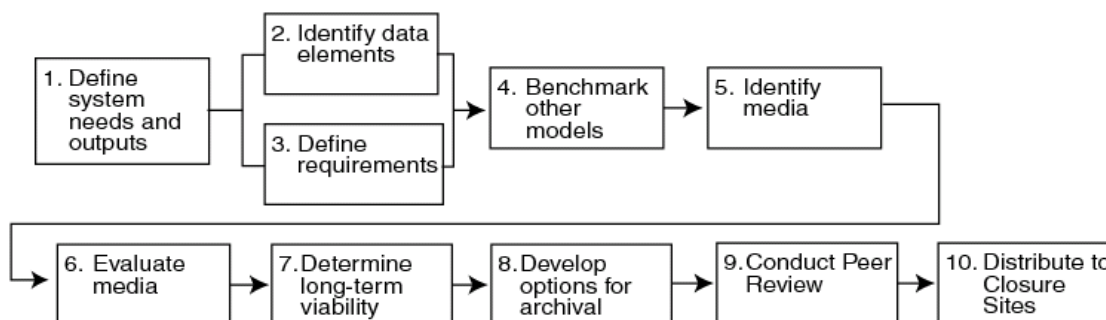 1. Define
system
needs and
outputs
2. Identify data
elements
3. Define
requirements
4. Benchmark
other
models
5. Identify
media
6. Evaluate
media
7. Determine
long-term
viability
8. Develop
options for
archival
9. Conduct Peer
Review
10. Distribute to
Closure
Sites